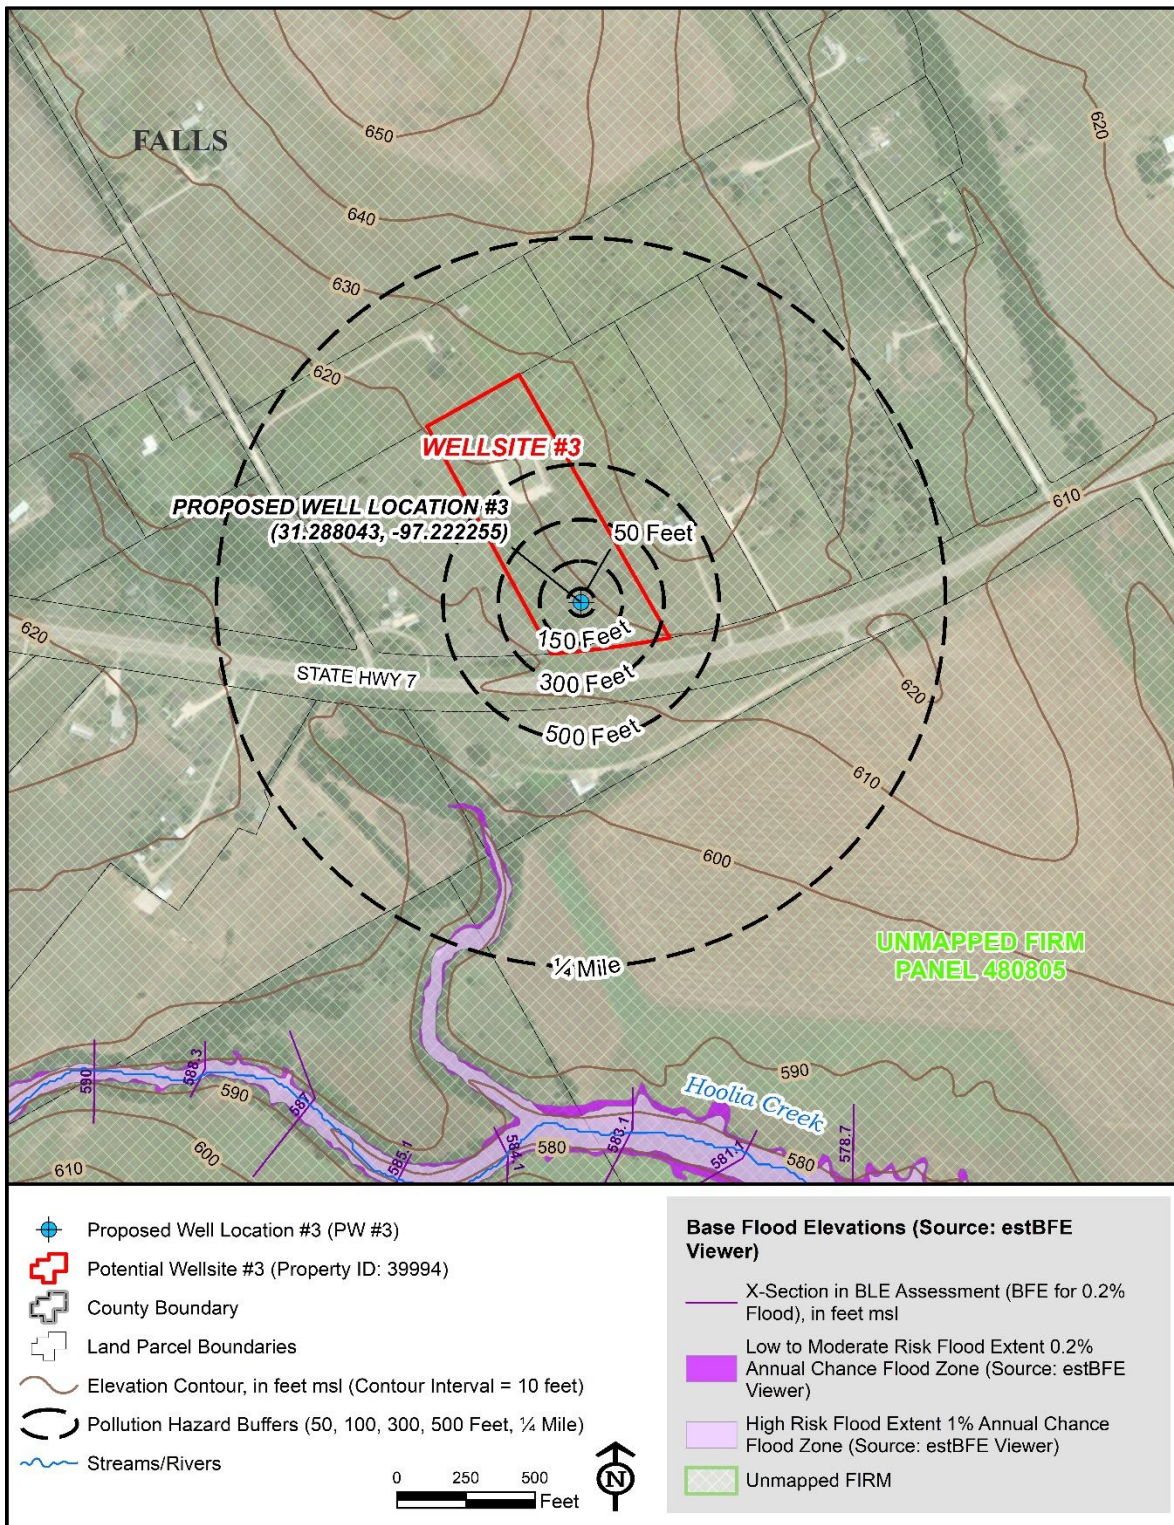 650
620
FALLS
640
630
620
WELLSITE #3
610
PROPOSED WELL LOCATION #3
(31.288043, -97.222255)
50 Feet
620
150 Feet
STATE HWY 7
300 Feet
620
500 Feet
610
600
UNMAPPED FIRM
PANEL 480805
¼ Mile
590
588.3
587
590
585.1
584.1
583.1
581.1
578.7
590
Hoolia Creek
580
580
600
610
Proposed Well Location #3 (PW #3)
Potential Wellsite #3 (Property ID: 39994)
County Boundary
Land Parcel Boundaries
Elevation Contour, in feet msl (Contour Interval = 10 feet)
Pollution Hazard Buffers (50, 100, 300, 500 Feet, ¼ Mile)
Streams/Rivers
0 250 500
Feet
N
Base Flood Elevations (Source: estBFE
Viewer)
X-Section in BLE Assessment (BFE for 0.2%
Flood), in feet msl
Low to Moderate Risk Flood Extent 0.2%
Annual Chance Flood Zone (Source: estBFE
Viewer)
High Risk Flood Extent 1% Annual Chance
Flood Zone (Source: estBFE Viewer)
Unmapped FIRM